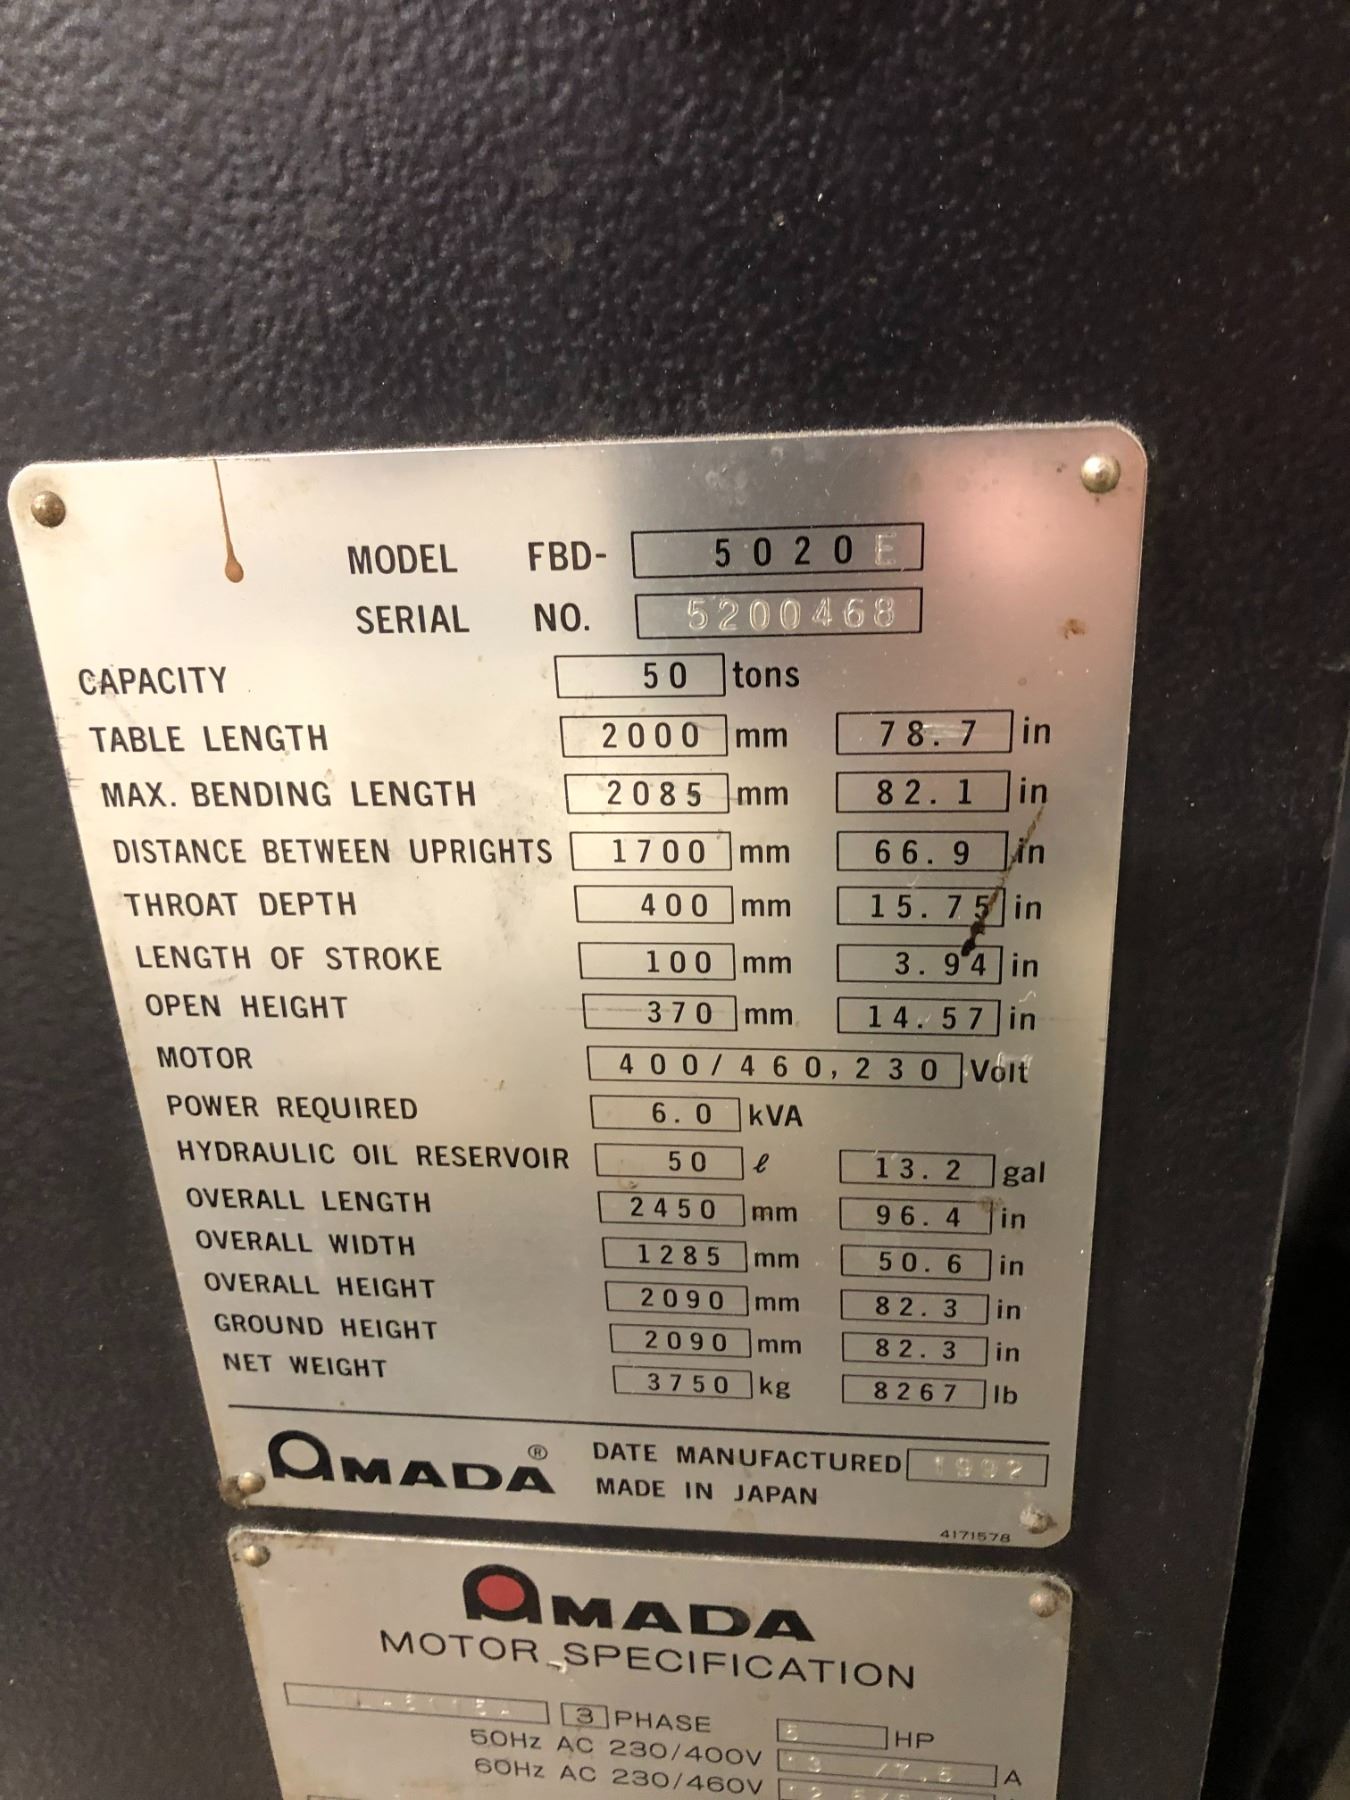 MODEL FBD- 5020E
SERIAL NO. 5200468
CAPACITY 50 tons
TABLE LENGTH 2000 mm 78.7 in
MAX. BENDING LENGTH 2085 mm 82.1 in
DISTANCE BETWEEN UPRIGHTS 1700 mm 66.9 in
THROAT DEPTH 400 mm 15.75 in
LENGTH OF STROKE 100 mm 3.94 in
OPEN HEIGHT 370 mm 14.57 in
MOTOR 400/460,230 Volt
POWER REQUIRED 6.0 kVA
HYDRAULIC OIL RESERVOIR 50 ℓ 13.2 gal
OVERALL LENGTH 2450 mm 96.4 in
OVERALL WIDTH 1285 mm 50.6 in
OVERALL HEIGHT 2090 mm 82.3 in
GROUND HEIGHT 2090 mm 82.3 in
NET WEIGHT 3750 kg 8267 lb
AMADA ® DATE MANUFACTURED 1992
MADE IN JAPAN
4171578
AMADA
MOTOR SPECIFICATION
3 PHASE 5 HP
50Hz AC 230/400V 13 /7.5 A
60Hz AC 230/460V